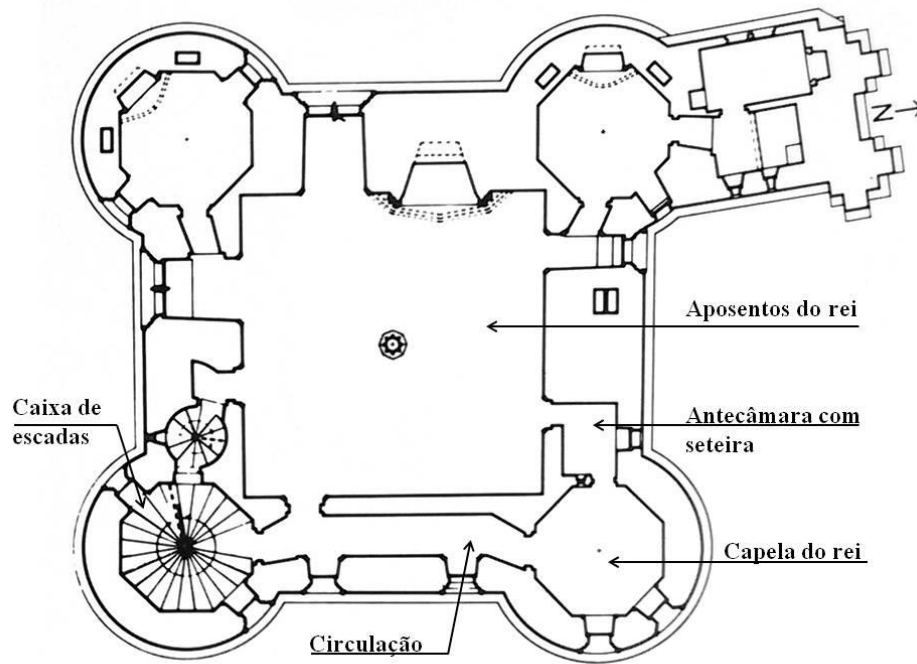 N
Aposentos do rei
Caixa de
escadas
Antecâmara com
seteira
Capela do rei
Circulação